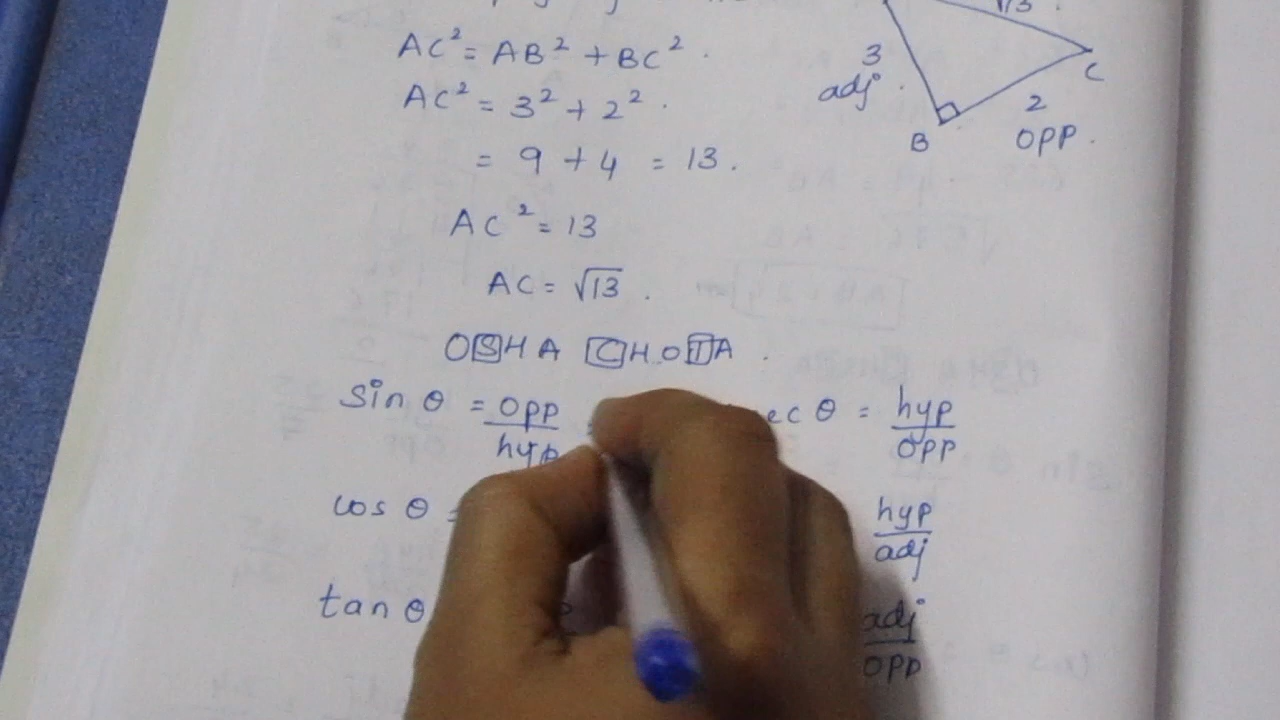 √13
AC² = AB² + BC²
3
adj
C
AC² = 3² + 2²
2
B
OPP
= 9 + 4 = 13.
AC² = 13
AC = √13
OSHA CHOTA
sin θ = opp/hyp
θ = hyp/opp
cos θ =
hyp/adj
tan θ
adj/opp